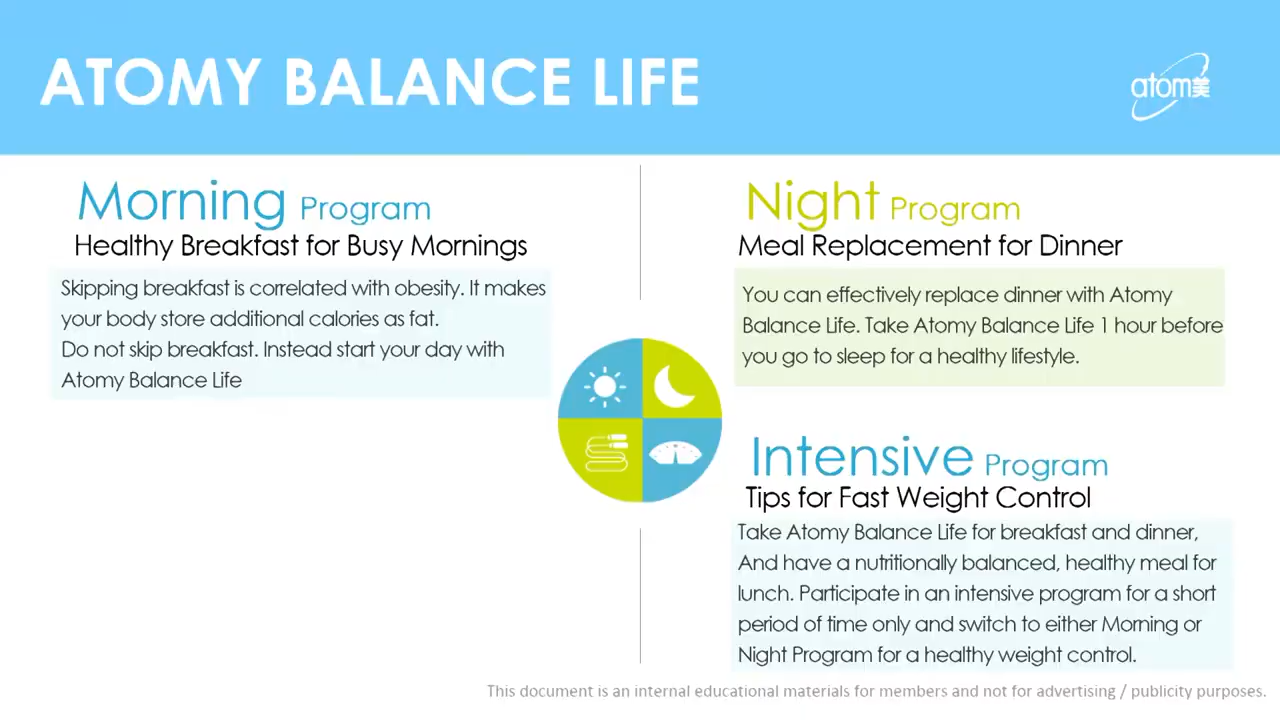 ATOMY BALANCE LIFE
atom美
Morning Program
Healthy Breakfast for Busy Mornings
Skipping breakfast is correlated with obesity. It makes
your body store additional calories as fat.
Do not skip breakfast. Instead start your day with
Atomy Balance Life
Night Program
Meal Replacement for Dinner
You can effectively replace dinner with Atomy
Balance Life. Take Atomy Balance Life 1 hour before
you go to sleep for a healthy lifestyle.
Intensive Program
Tips for Fast Weight Control
Take Atomy Balance Life for breakfast and dinner,
And have a nutritionally balanced, healthy meal for
lunch. Participate in an intensive program for a short
period of time only and switch to either Morning or
Night Program for a healthy weight control.
This document is an internal educational materials for members and not for advertising / publicity purposes.